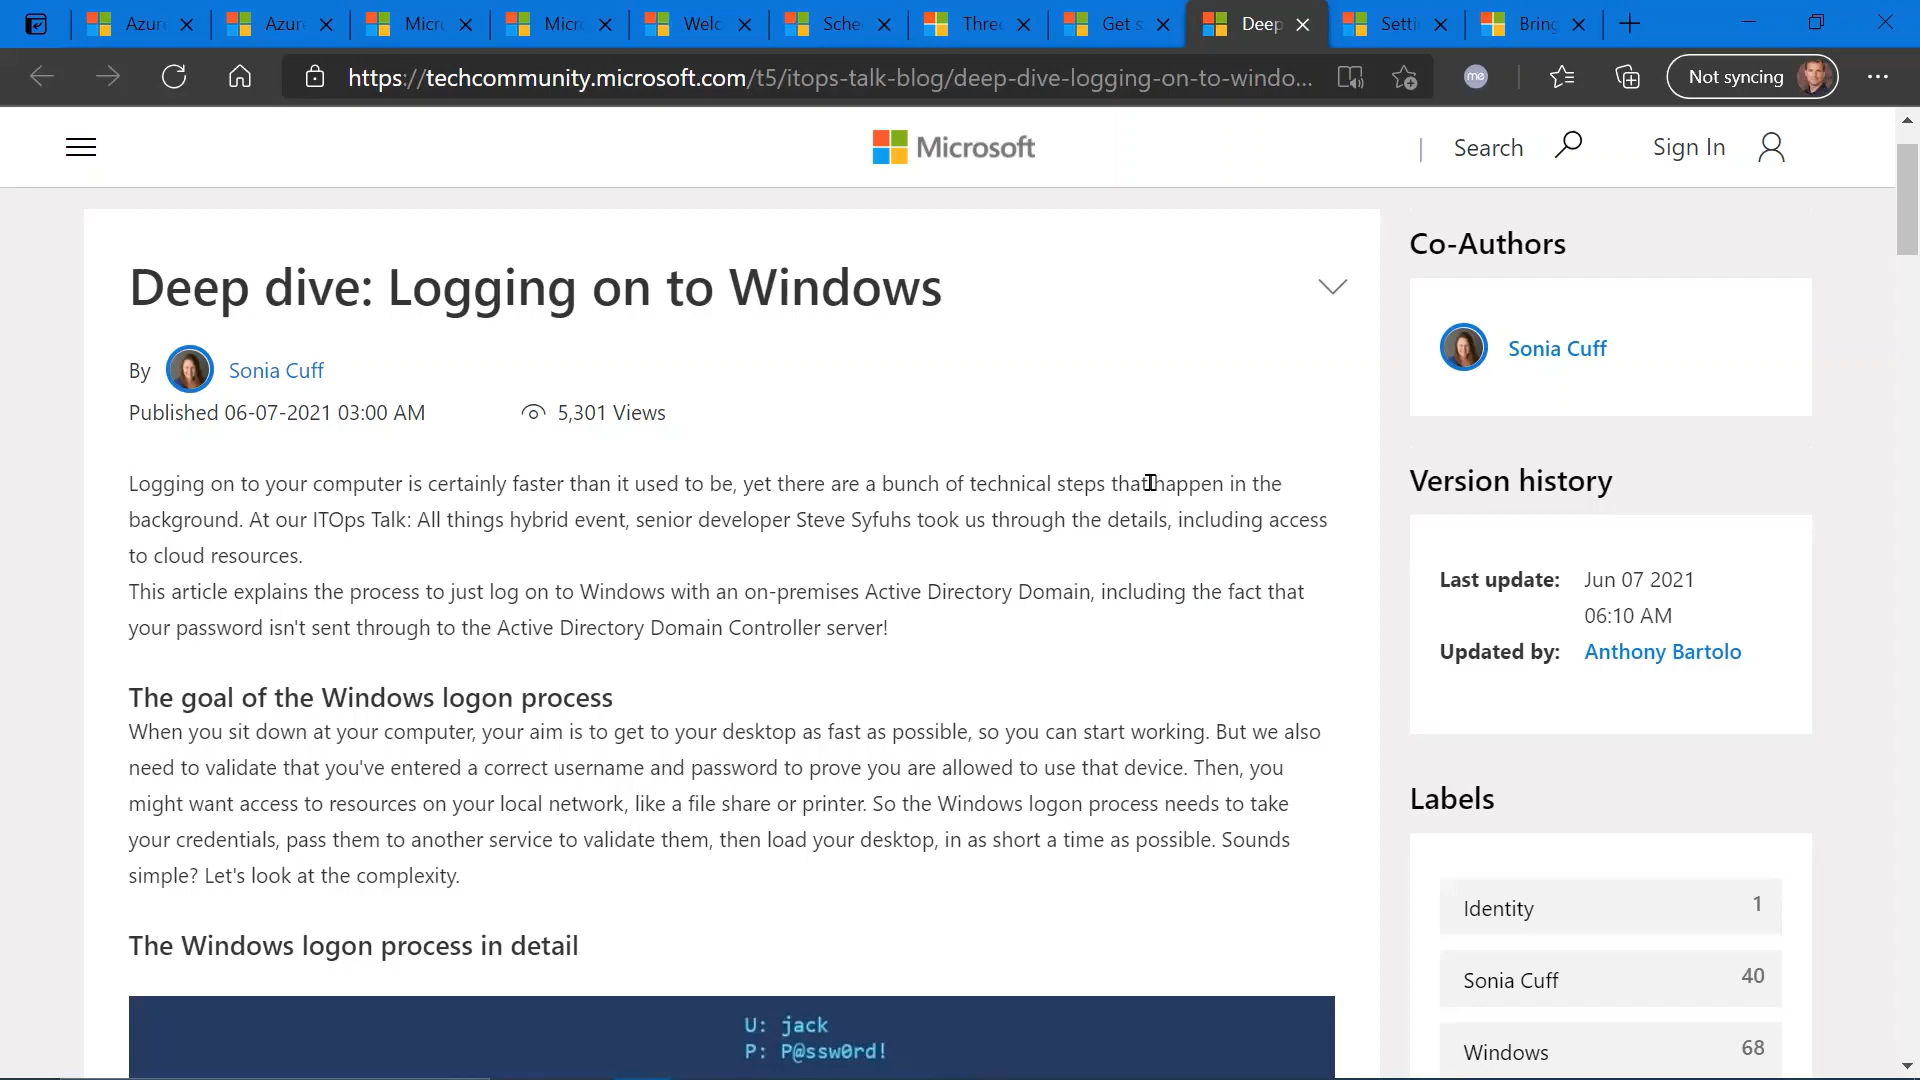 Azur
Azur
Micr
Micr
Welc
Sche
Three
Get s
Deep
Setti
Bring
https://techcommunity.microsoft.com/t5/itops-talk-blog/deep-dive-logging-on-to-windo...
me
Not syncing
Microsoft
Search
Sign In
Deep dive: Logging on to Windows
By Sonia Cuff
Published 06-07-2021 03:00 AM 5,301 Views
Logging on to your computer is certainly faster than it used to be, yet there are a bunch of technical steps that happen in the
background. At our ITOps Talk: All things hybrid event, senior developer Steve Syfuhs took us through the details, including access
to cloud resources.
This article explains the process to just log on to Windows with an on-premises Active Directory Domain, including the fact that
your password isn't sent through to the Active Directory Domain Controller server!
The goal of the Windows logon process
When you sit down at your computer, your aim is to get to your desktop as fast as possible, so you can start working. But we also
need to validate that you've entered a correct username and password to prove you are allowed to use that device. Then, you
might want access to resources on your local network, like a file share or printer. So the Windows logon process needs to take
your credentials, pass them to another service to validate them, then load your desktop, in as short a time as possible. Sounds
simple? Let's look at the complexity.
The Windows logon process in detail
U: jack
P: P@ssw0rd!
Co-Authors
Sonia Cuff
Version history
Last update: Jun 07 2021
06:10 AM
Updated by: Anthony Bartolo
Labels
Identity 1
Sonia Cuff 40
Windows 68